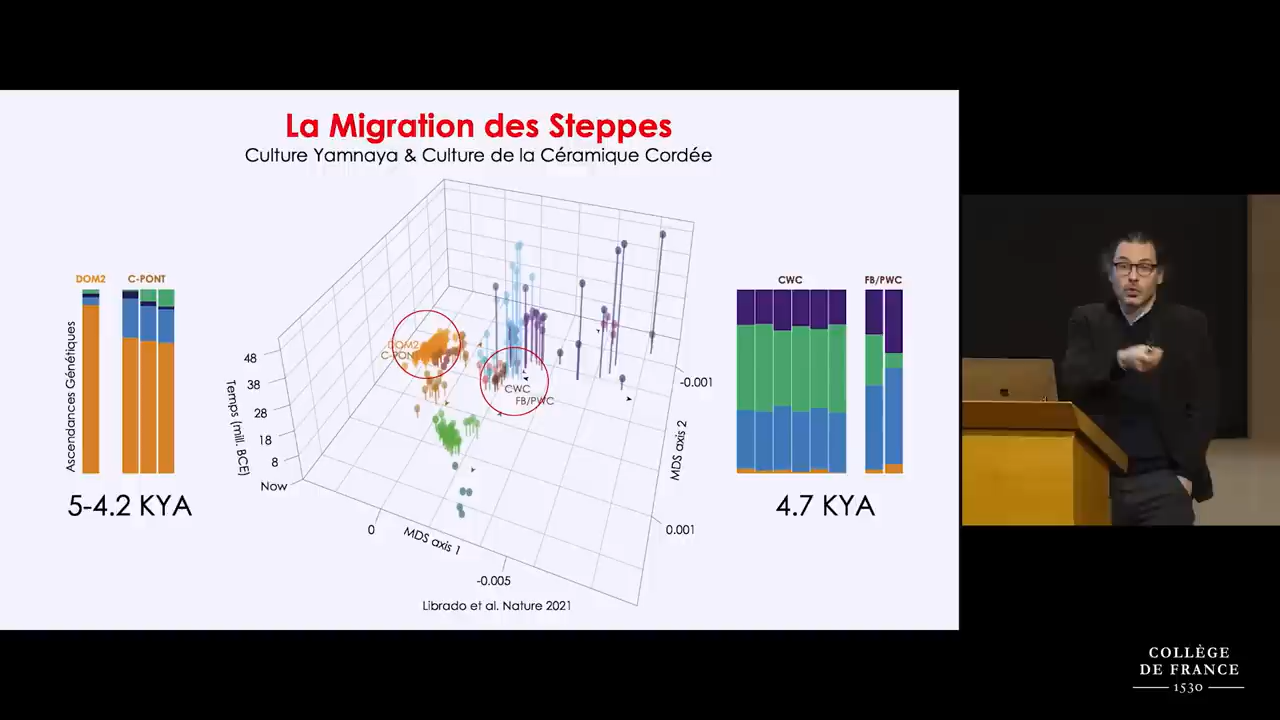 La Migration des Steppes
Culture Yamnaya & Culture de la Céramique Cordée
DOM2
C-PONT
Ascendances Génétiques
5-4.2 KYA
48
38
28
18
8
Now
Temps (mill. BCE)
DOM2
C-PONT
CWC
FB/PWC
0
MDS axis 1
-0.005
-0.001
MDS axis 2
0.001
Librado et al. Nature 2021
CWC
FB/PWC
4.7 KYA
COLLÈGE
DE FRANCE
1530